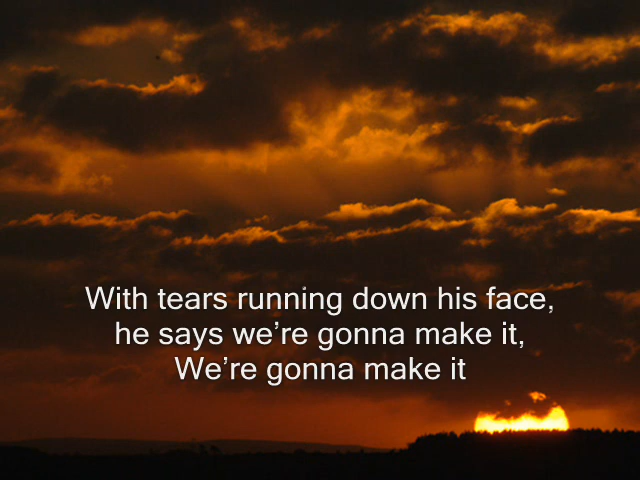 With tears running down his face,
he says we’re gonna make it,
We’re gonna make it